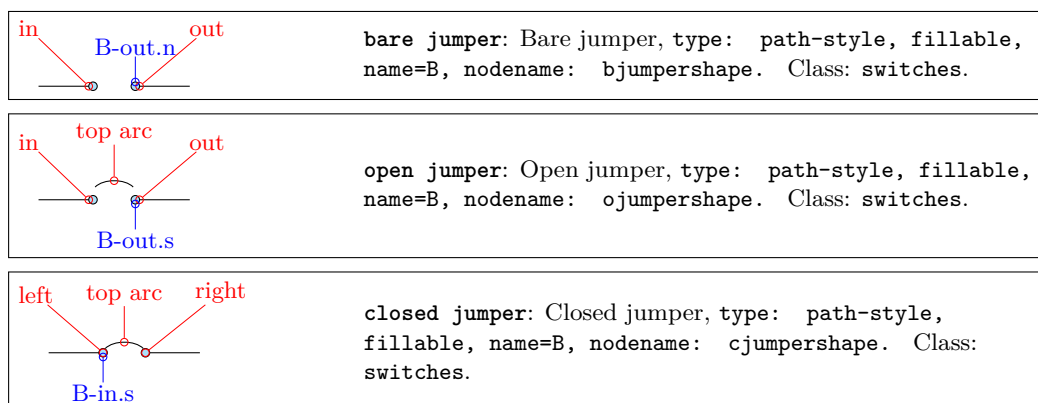 in
out
B-out.n
bare jumper: Bare jumper, type: path-style, fillable,
name=B, nodename: bjumpershape. Class: switches.
in
top arc
out
B-out.s
open jumper: Open jumper, type: path-style, fillable,
name=B, nodename: ojumpershape. Class: switches.
left
top arc
right
B-in.s
closed jumper: Closed jumper, type: path-style,
fillable, name=B, nodename: cjumpershape. Class:
switches.